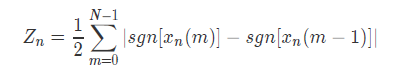 Z_n = \frac{1}{2} \sum_{m=0}^{N-1} |sgn[x_n(m)] - sgn[x_n(m-1)]|